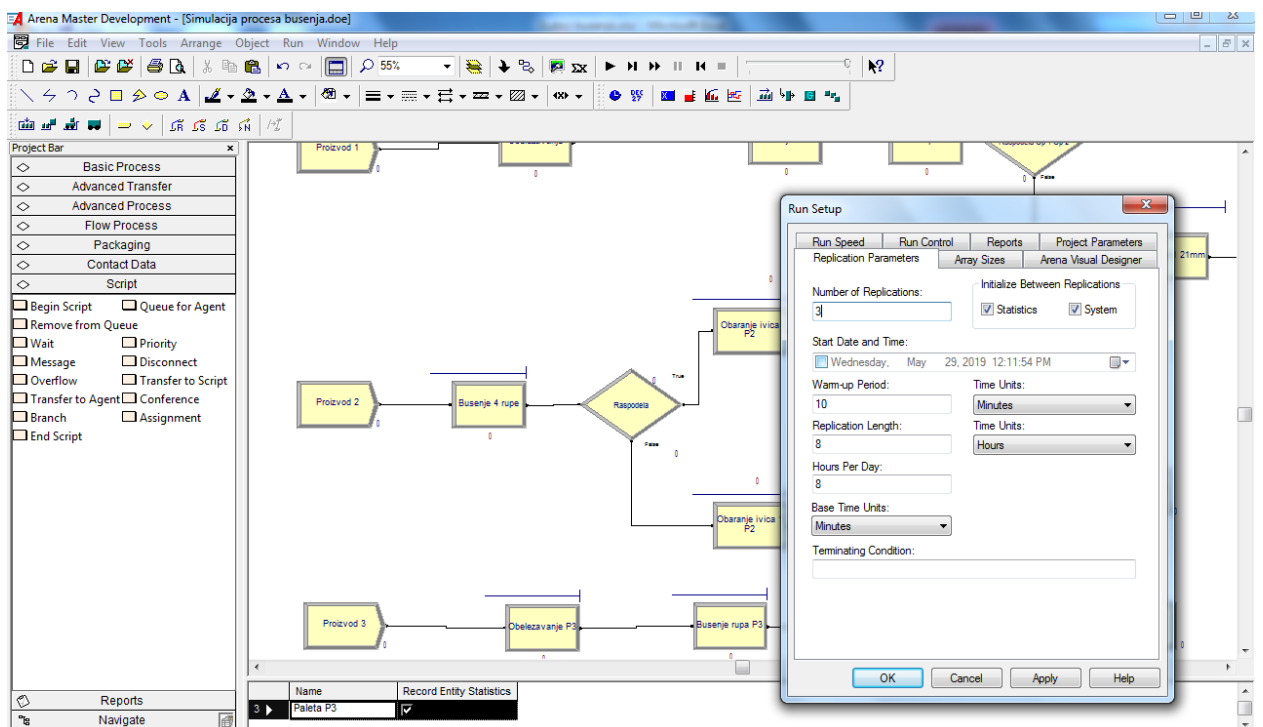 Arena Master Development - [Simulacija procesa busenja.doe]
File Edit View Tools Arrange Object Run Window Help
55%
Project Bar
Basic Process
Advanced Transfer
Advanced Process
Flow Process
Packaging
Contact Data
Script
Begin Script Queue for Agent
Remove from Queue
Wait Priority
Message Disconnect
Overflow Transfer to Script
Transfer to Agent Conference
Branch Assignment
End Script
Reports
Navigate
Proizvod 1
0
0
0
0
0
False
21mm
0
Obaranje ivica
P2
Proizvod 2
0
Busenje 4 rupe
0
Raspodela
0
True
False
0
0
Obaranje ivica
P2
Proizvod 3
0
Obelezavanje P3
0
Busenje rupa P3
0
0
Name Record Entity Statistics
3 Paleta P3
Run Setup
Run Speed Run Control Reports Project Parameters
Replication Parameters Array Sizes Arena Visual Designer
Number of Replications:
3
Initialize Between Replications
Statistics System
Start Date and Time:
Wednesday, May 29, 2019 12:11:54 PM
Warm-up Period: Time Units:
10 Minutes
Replication Length: Time Units:
8 Hours
Hours Per Day:
8
Base Time Units:
Minutes
Terminating Condition:
OK Cancel Apply Help